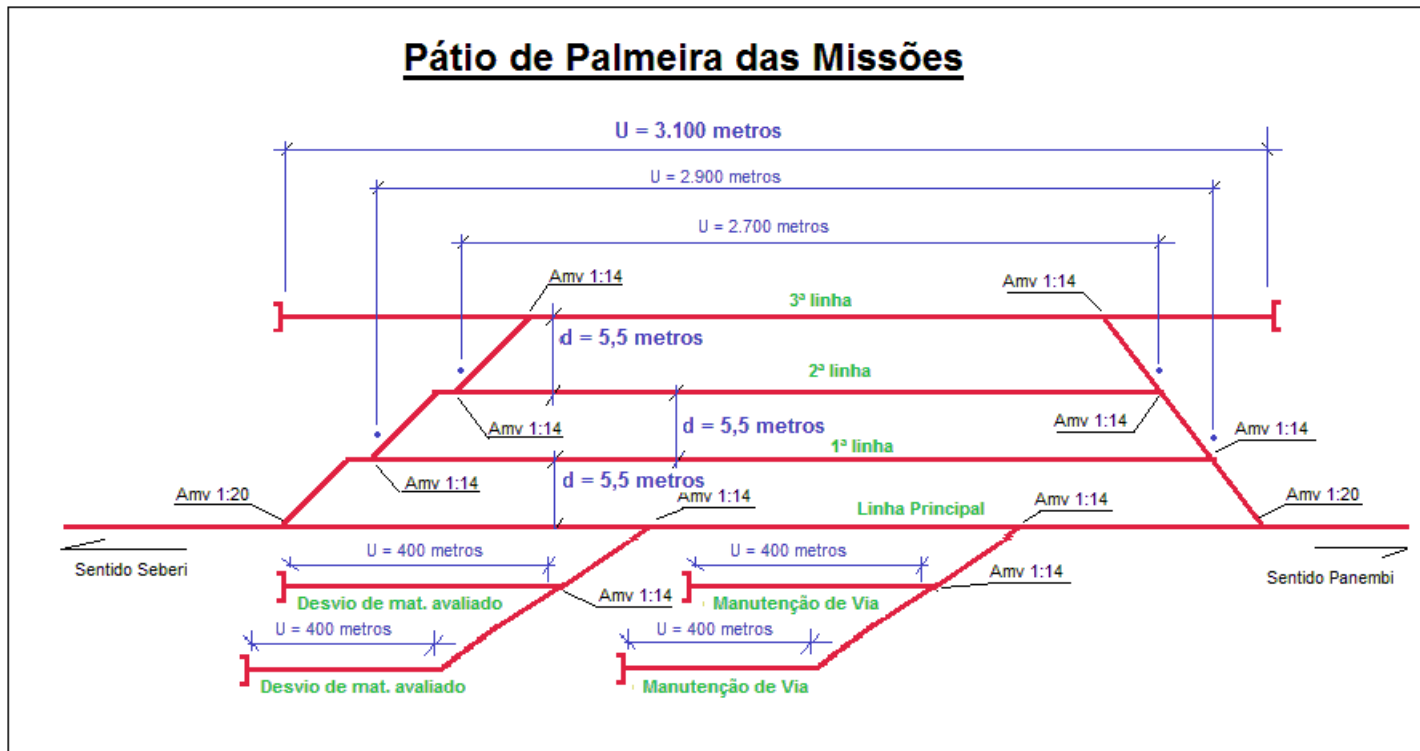 Pátio de Palmeira das Missões
U = 3.100 metros
U = 2.900 metros
U = 2.700 metros
Amv 1:14
Amv 1:14
3ª linha
d = 5,5 metros
2ª linha
Amv 1:14
d = 5,5 metros
Amv 1:14
Amv 1:14
1ª linha
Amv 1:14
d = 5,5 metros
Amv 1:20
Amv 1:14
Linha Principal
Amv 1:14
Amv 1:20
Sentido Seberi
U = 400 metros
U = 400 metros
Amv 1:14
Sentido Panembi
Desvio de mat. avaliado
Amv 1:14
Manutenção de Via
U = 400 metros
U = 400 metros
Desvio de mat. avaliado
Manutenção de Via